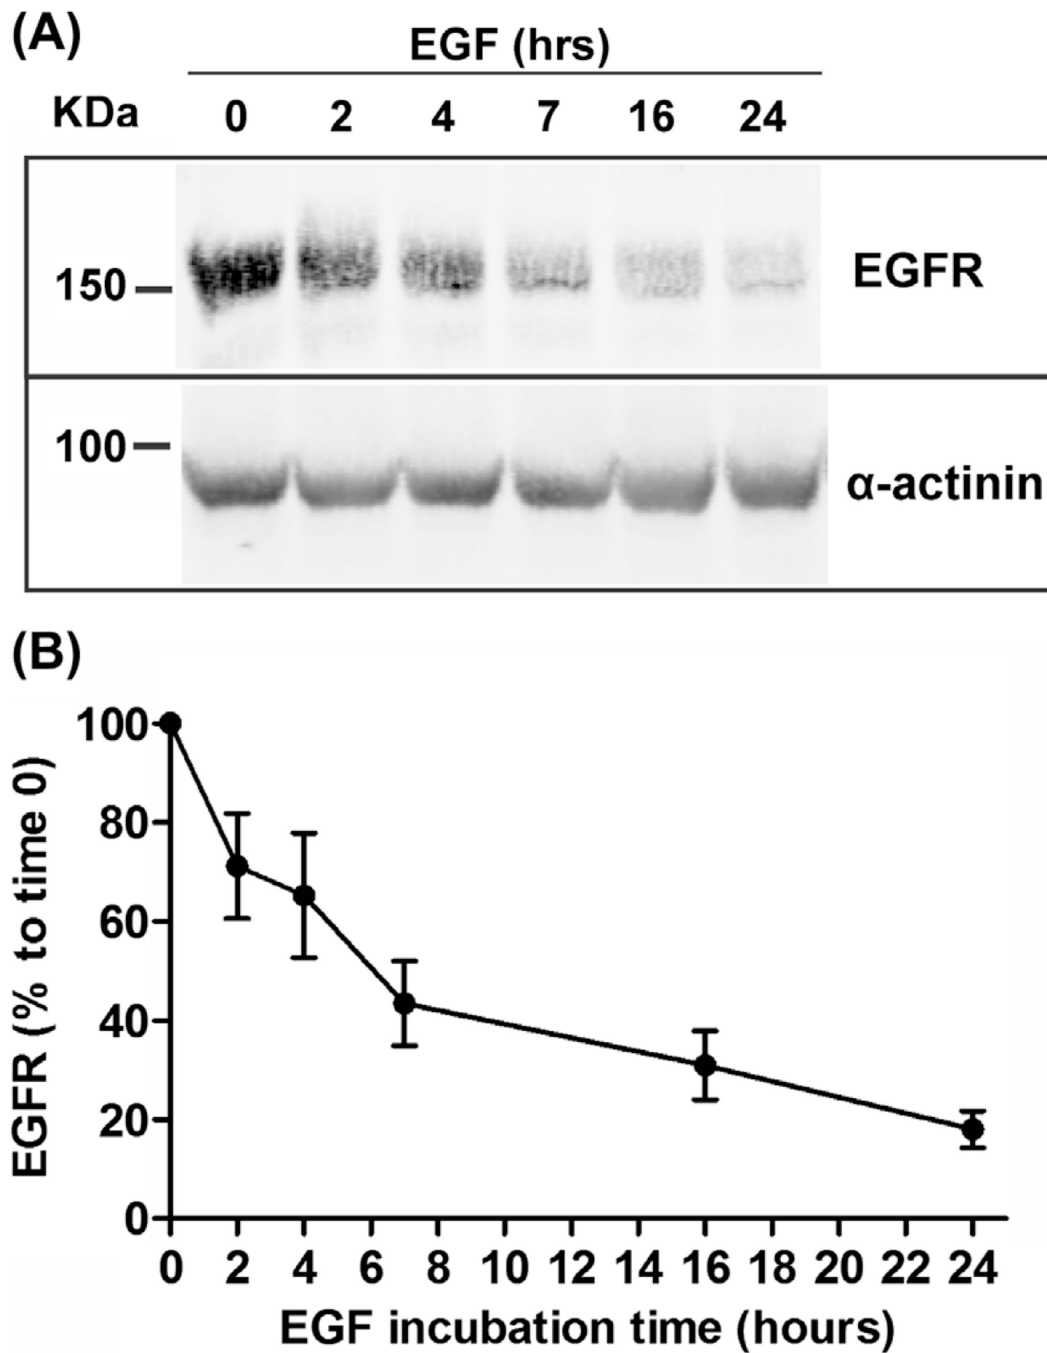 (A)
EGF (hrs)
KDa 0 2 4 7 16 24
150
EGFR
100
α-actinin
(B)
EGFR (% to time 0)
100
80
60
40
20
0
0 2 4 6 8 10 12 14 16 18 20 22 24
EGF incubation time (hours)